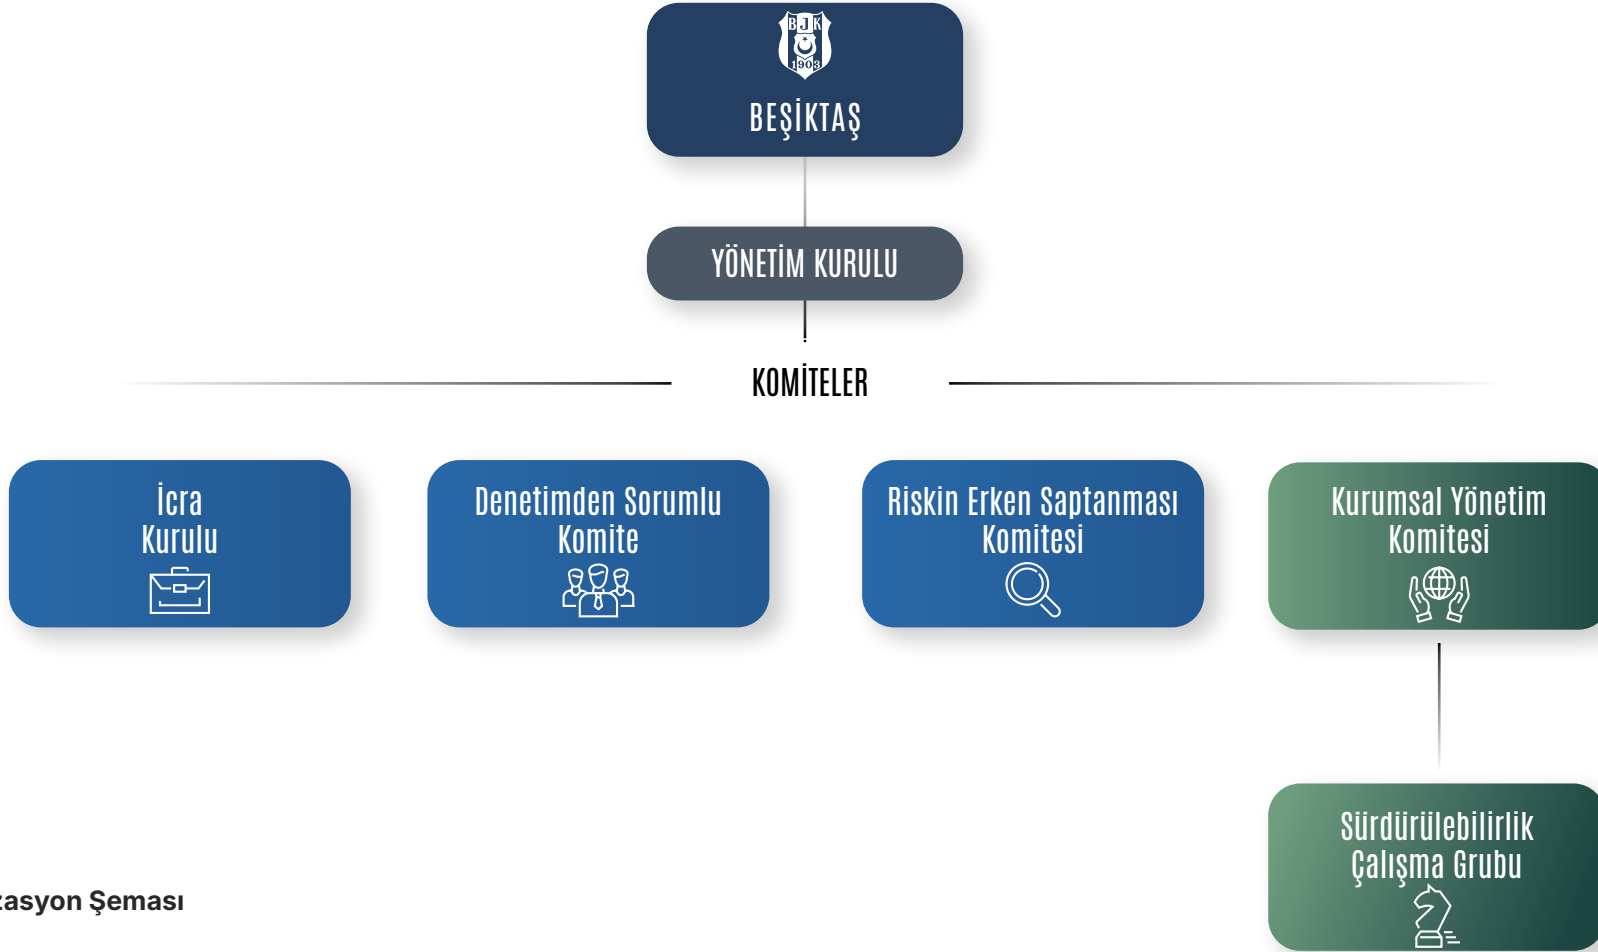 BJK
1903
BEŞİKTAŞ
YÖNETİM KURULU
KOMİTELER
İcra
Kurulu
Denetimden Sorumlu
Komite
Riskin Erken Saptanması
Komitesi
Kurumsal Yönetim
Komitesi
Sürdürülebilirlik
Çalışma Grubu
zasyon Şeması